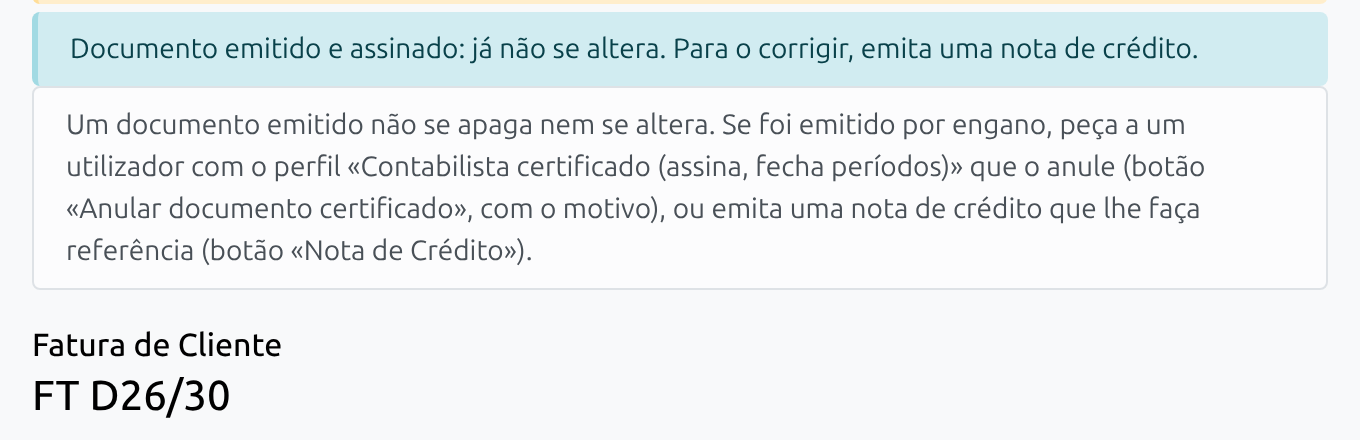 Documento emitido e assinado: já não se altera. Para o corrigir, emita uma nota de crédito.
Um documento emitido não se apaga nem se altera. Se foi emitido por engano, peça a um
utilizador com o perfil «Contabilista certificado (assina, fecha períodos)» que o anule (botão
«Anular documento certificado», com o motivo), ou emita uma nota de crédito que lhe faça
referência (botão «Nota de Crédito»).
Fatura de Cliente
FT D26/30